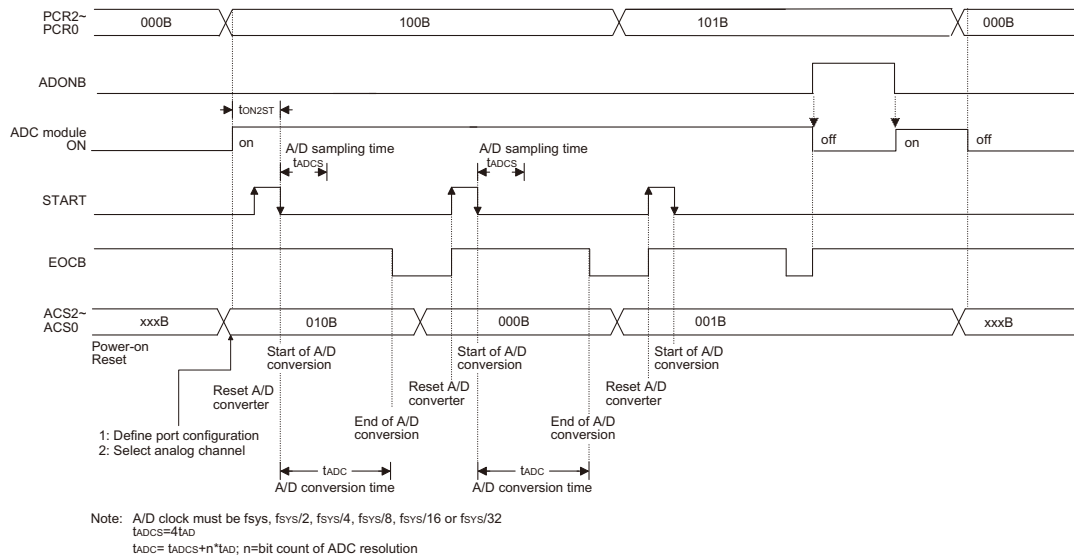 PCR2~
PCR0
000B
100B
101B
000B
ADONB
tON2ST
ADC module
ON
on
off
on
off
A/D sampling time
tADCS
A/D sampling time
tADCS
START
EOCB
ACS2~
ACS0
xxxB
010B
000B
001B
xxxB
Power-on
Reset
Start of A/D
conversion
Start of A/D
conversion
Start of A/D
conversion
Reset A/D
converter
Reset A/D
converter
Reset A/D
converter
1: Define port configuration
2: Select analog channel
End of A/D
conversion
End of A/D
conversion
tADC
A/D conversion time
tADC
A/D conversion time
Note: A/D clock must be fsys, fSYS/2, fSYS/4, fSYS/8, fSYS/16 or fSYS/32
tADCS=4tAD
tADC= tADCS+n*tAD; n=bit count of ADC resolution